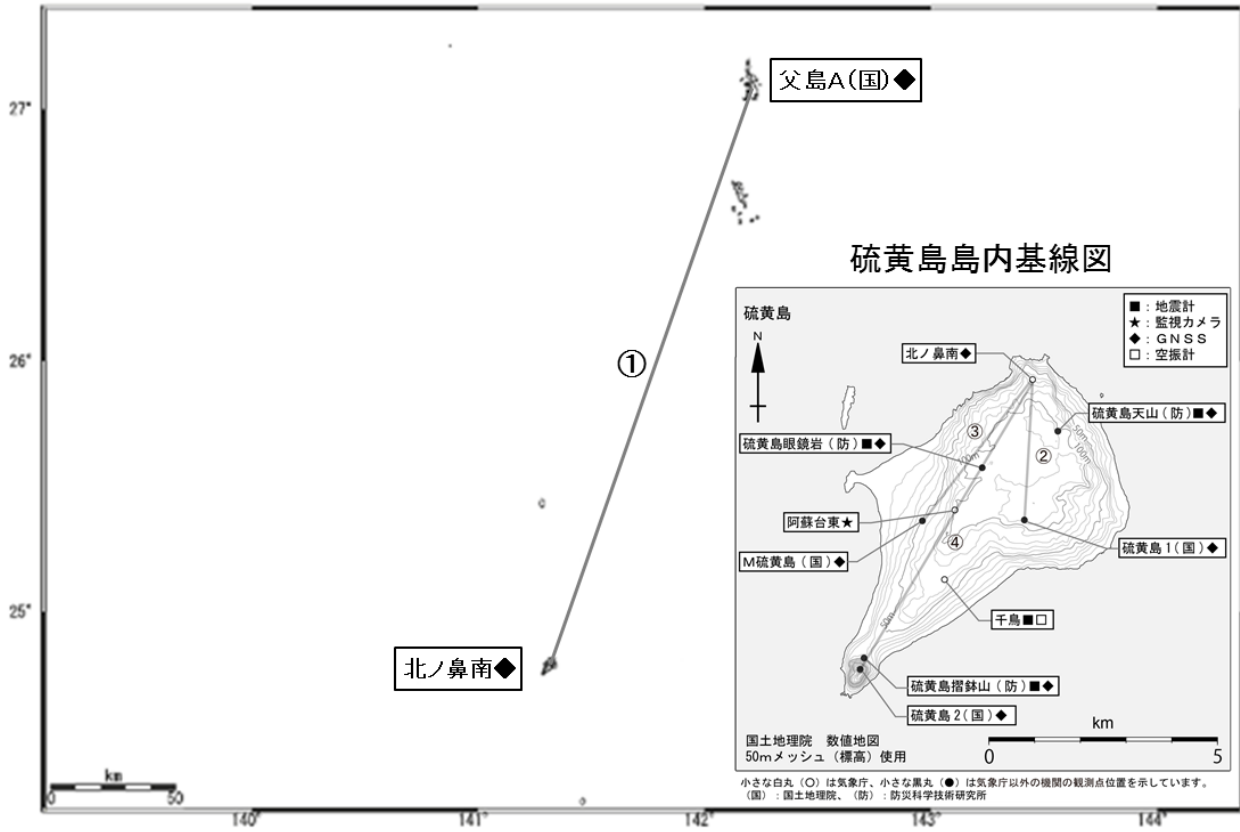 父島A(国)◆
27°
硫黄島島内基線図
硫黄島
N
■：地震計
★：監視カメラ
◆：GNSS
□：空振計
北ノ鼻南◆
26°
①
硫黄島天山(防)■◆
50m
100m
③
硫黄島眼鏡岩(防)■◆
100m
②
阿蘇台東★
④
硫黄島1(国)◆
M硫黄島(国)◆
25°
50m
千鳥■□
北ノ鼻南◆
硫黄島摺鉢山(防)■◆
硫黄島2(国)◆
国土地理院 数値地図
50mメッシュ(標高)使用
km
0 5
小さな白丸（○）は気象庁、小さな黒丸（●）は気象庁以外の機関の観測点位置を示しています。
（国）：国土地理院、（防）：防災科学技術研究所
km
0 50
140° 141° 142° 143° 144°